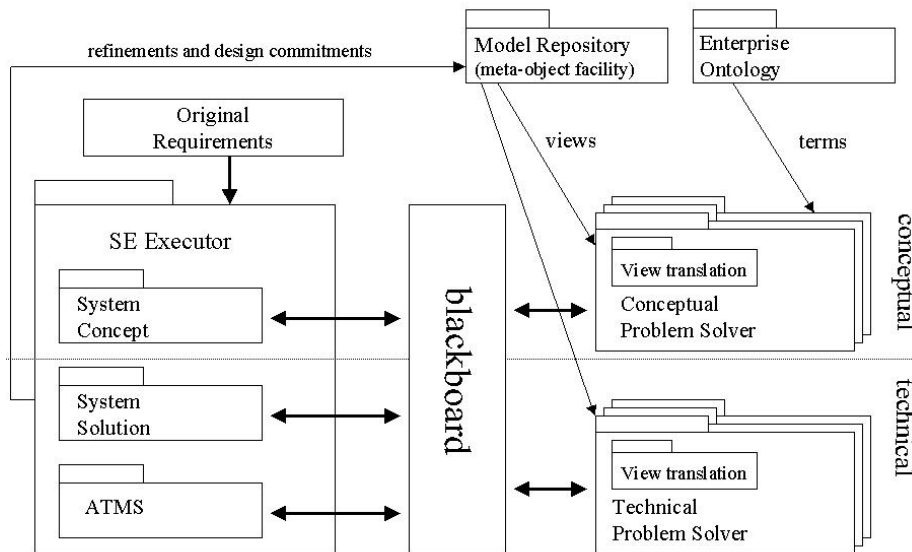 refinements and design commitments
Model Repository
(meta-object facility)
Enterprise
Ontology
Original
Requirements
views
terms
SE Executor
System
Concept
blackboard
View translation
Conceptual
Problem Solver
conceptual
System
Solution
ATMS
View translation
Technical
Problem Solver
technical